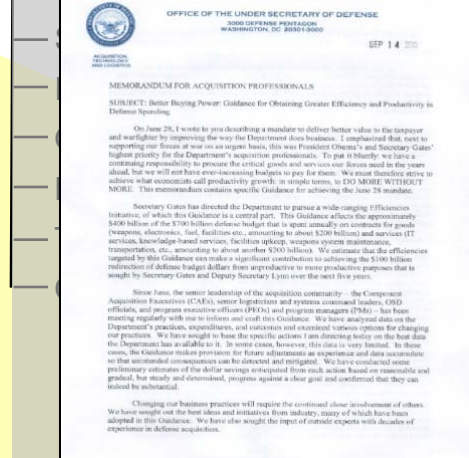 OFFICE OF THE UNDER SECRETARY OF DEFENSE
3000 DEFENSE PENTAGON
WASHINGTON, DC 20301-3000
SEP 14 2010
ACQUISITION,
TECHNOLOGY
AND LOGISTICS
MEMORANDUM FOR ACQUISITION PROFESSIONALS
SUBJECT: Better Buying Power: Guidance for Obtaining Greater Efficiency and Productivity in
Defense Spending
On June 28, I wrote to you describing a mandate to deliver better value to the taxpayer
and warfighter by improving the way the Department does business. I emphasized that, next to
supporting our forces at war on an urgent basis, this was President Obama's and Secretary Gates'
highest priority for the Department's acquisition professionals. To put it bluntly: we have a
continuing responsibility to procure the critical goods and services our forces need in the years
ahead, but we will not have ever-increasing budgets to pay for them. We must therefore strive to
achieve what economists call productivity growth: in simple terms, to DO MORE WITHOUT
MORE. This memorandum contains specific Guidance for achieving the June 28 mandate.
Secretary Gates has directed the Department to pursue a wide-ranging Efficiencies
Initiative, of which this Guidance is a central part. This Guidance affects the approximately
$400 billion of the $700 billion defense budget that is spent annually on contracts for goods
(weapons, electronics, fuel, facilities etc., amounting to about $200 billion) and services (IT
services, knowledge-based services, facilities upkeep, weapons system maintenance,
transportation, etc., amounting to about another $200 billion). We estimate that the efficiencies
targeted by this Guidance can make a significant contribution to achieving the $100 billion
redirection of defense budget dollars from unproductive to more productive purposes that is
sought by Secretary Gates and Deputy Secretary Lynn over the next five years.
Since June, the senior leadership of the acquisition community – the Component
Acquisition Executives (CAEs), senior logisticians and systems command leaders, OSD
officials, and program executive officers (PEOs) and program managers (PMs) – has been
meeting regularly with me to inform and craft this Guidance. We have analyzed data on the
Department's practices, expenditures, and outcomes and examined various options for changing
our practices. We have sought to base the specific actions I am directing today on the best data
the Department has available to it. In some cases, however, this data is very limited. In these
cases, the Guidance makes provision for future adjustments as experience and data accumulate
so that unintended consequences can be detected and mitigated. We have conducted some
preliminary estimates of the dollar savings anticipated from each action based on reasonable and
gradual, but steady and determined, progress against a clear goal and confirmed that they can
indeed be substantial.
Changing our business practices will require the continued close involvement of others.
We have sought out the best ideas and initiatives from industry, many of which have been
adopted in this Guidance. We have also sought the input of outside experts with decades of
experience in defense acquisition.